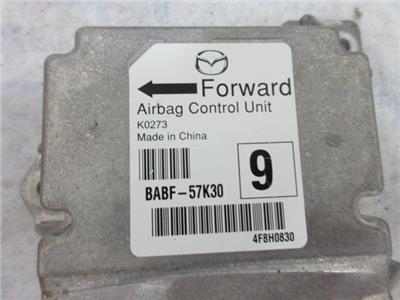 Forward
Airbag Control Unit
K0273
Made in China
BABF-57K30
9
4F8H0830